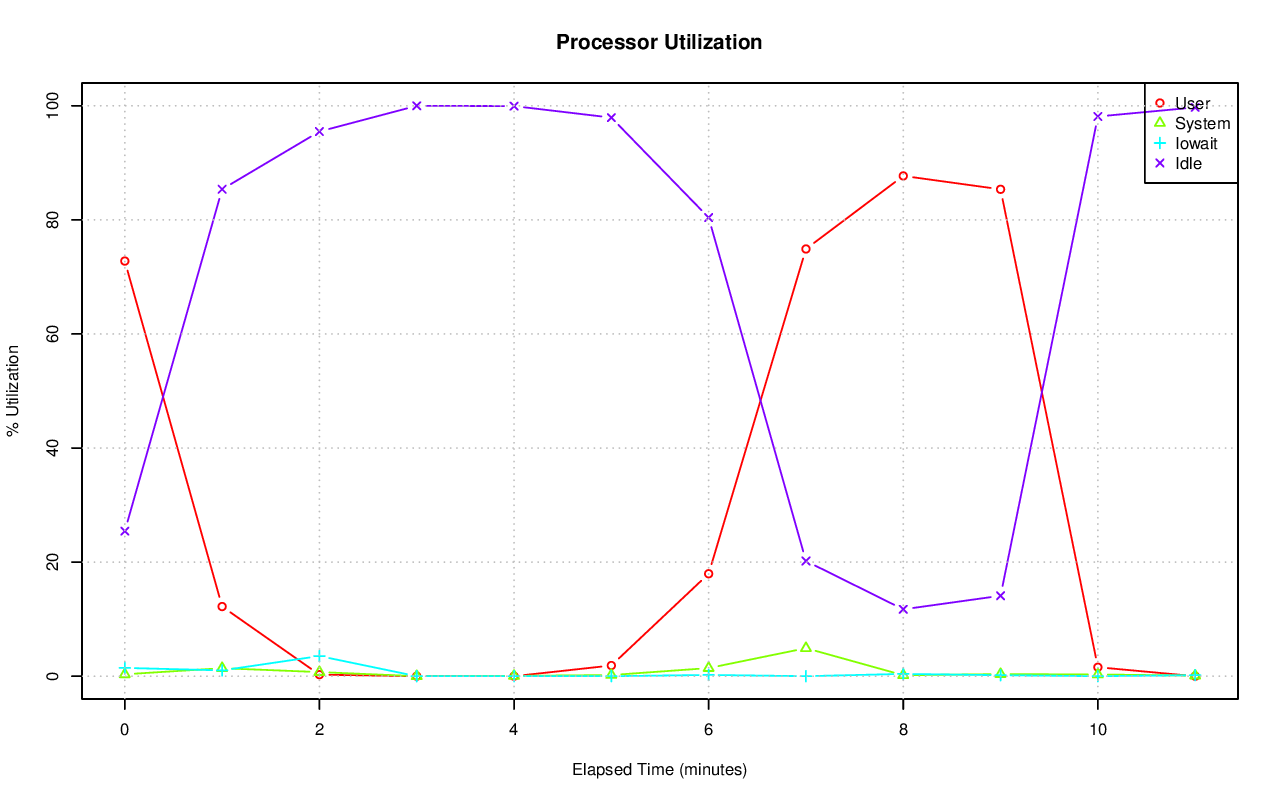 Processor Utilization
% Utilization
100
80
60
40
20
0
User
System
Iowait
Idle
0 2 4 6 8 10
Elapsed Time (minutes)